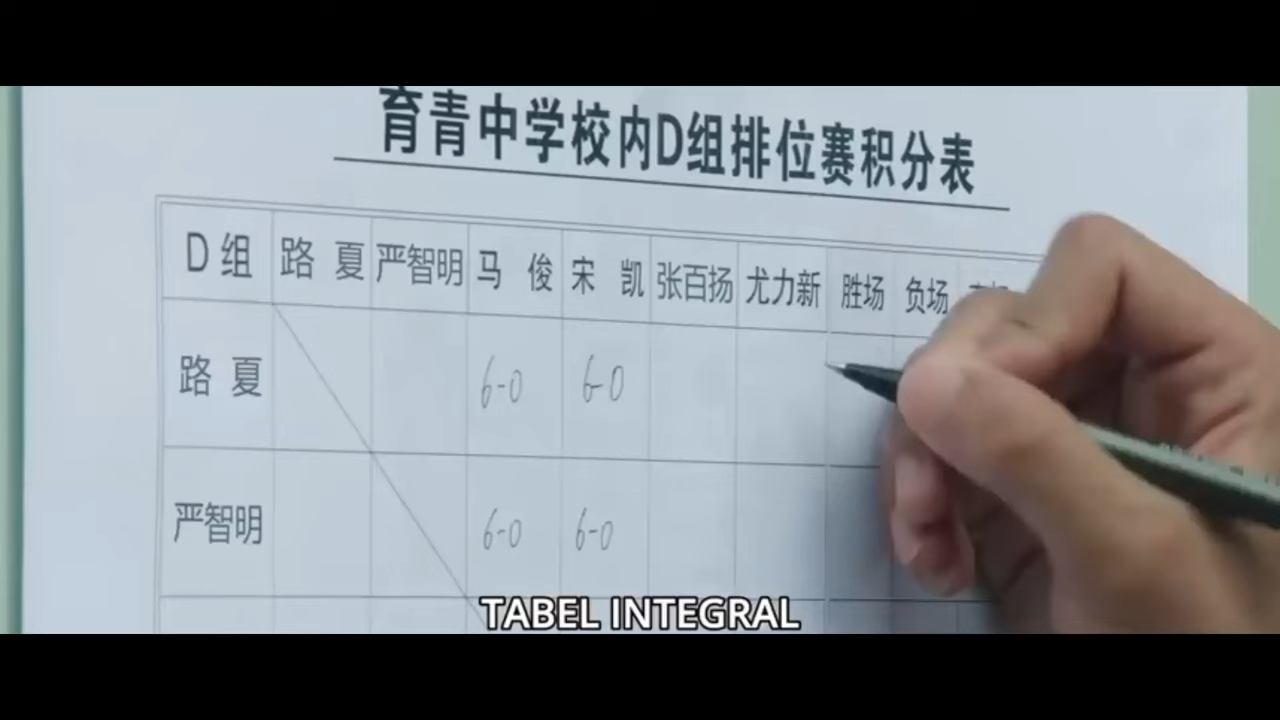 育青中学校内D组排位赛积分表
D组 路夏 严智明 马俊 宋凯 张百扬 尤力新 胜场 负场
路夏 6-0 6-0
严智明 6-0 6-0
TABEL INTEGRAL